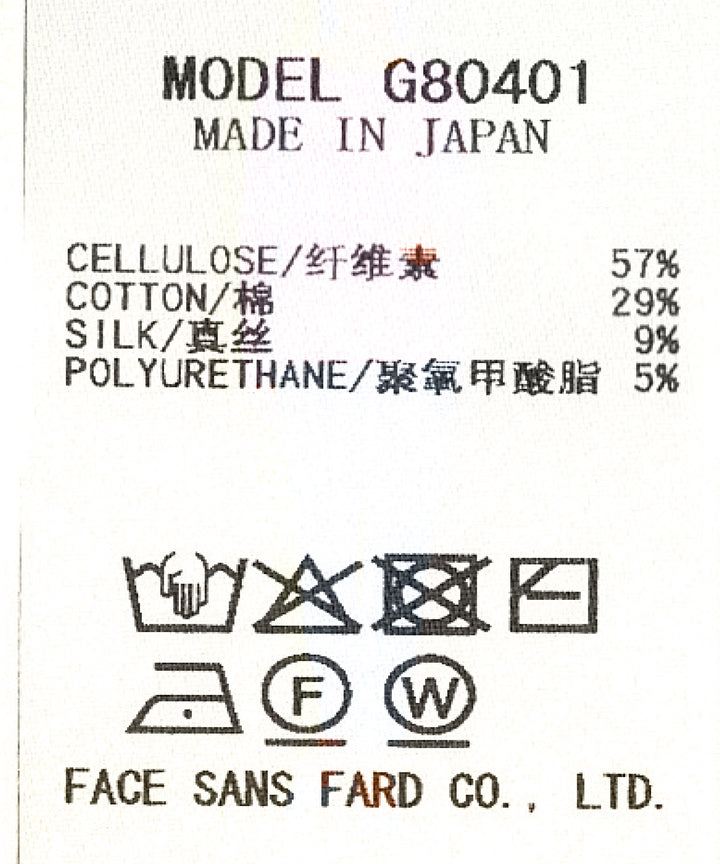 MODEL G80401
MADE IN JAPAN
CELLULOSE/纤维素 57%
COTTON/棉 29%
SILK/真丝 9%
POLYURETHANE/聚氨甲酸脂 5%
F W
FACE SANS FARD CO., LTD.